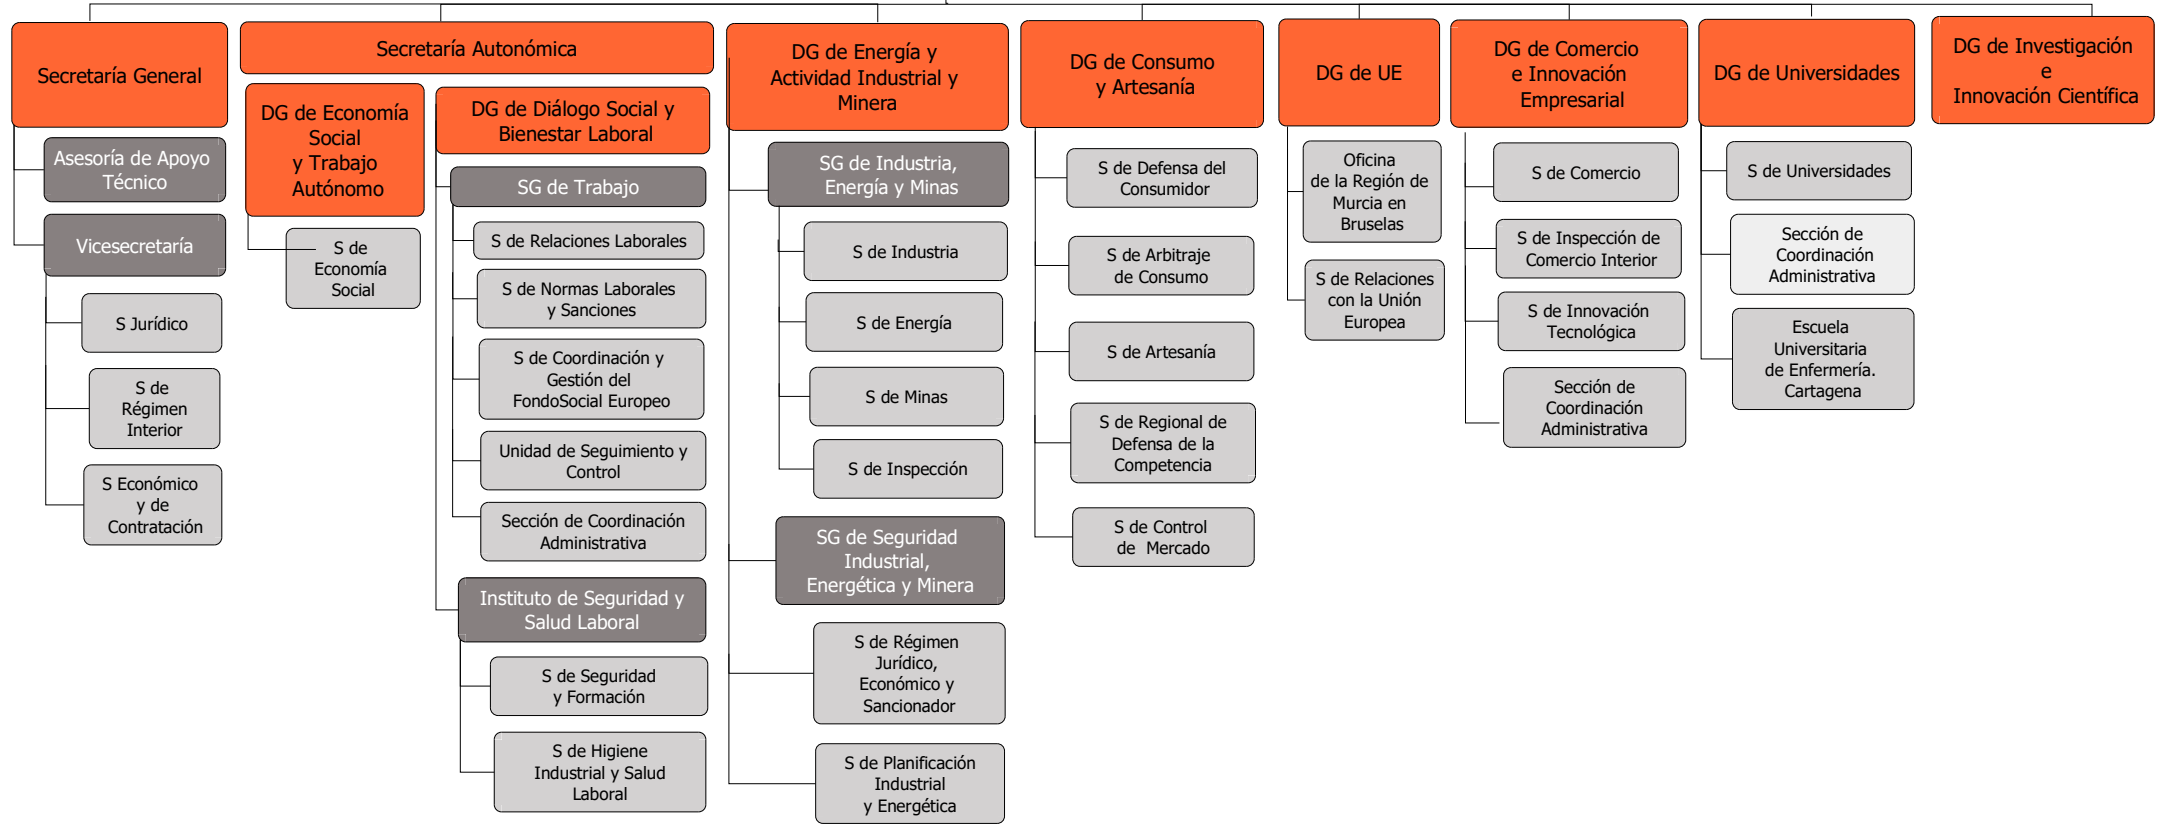 Secretaría General
Asesoría de Apoyo
Técnico
Vicesecretaría
S Jurídico
S de
Régimen
Interior
S Económico
y de
Contratación
Secretaría Autonómica
DG de Economía
Social
y Trabajo
Autónomo
S de
Economía
Social
DG de Diálogo Social y
Bienestar Laboral
SG de Trabajo
S de Relaciones Laborales
S de Normas Laborales
y Sanciones
S de Coordinación y
Gestión del
FondoSocial Europeo
Unidad de Seguimiento y
Control
Sección de Coordinación
Administrativa
Instituto de Seguridad y
Salud Laboral
S de Seguridad
y Formación
S de Higiene
Industrial y Salud
Laboral
DG de Energía y
Actividad Industrial y
Minera
SG de Industria,
Energía y Minas
S de Industria
S de Energía
S de Minas
S de Inspección
SG de Seguridad
Industrial,
Energética y Minera
S de Régimen
Jurídico,
Económico y
Sancionador
S de Planificación
Industrial
y Energética
DG de Consumo
y Artesanía
S de Defensa del
Consumidor
S de Arbitraje
de Consumo
S de Artesanía
S de Regional de
Defensa de la
Competencia
S de Control
de Mercado
DG de UE
Oficina
de la Región de
Murcia en
Bruselas
S de Relaciones
con la Unión
Europea
DG de Comercio
e Innovación
Empresarial
S de Comercio
S de Inspección de
Comercio Interior
S de Innovación
Tecnológica
Sección de
Coordinación
Administrativa
DG de Universidades
S de Universidades
Sección de
Coordinación
Administrativa
Escuela
Universitaria
de Enfermería.
Cartagena
DG de Investigación
e
Innovación Científica